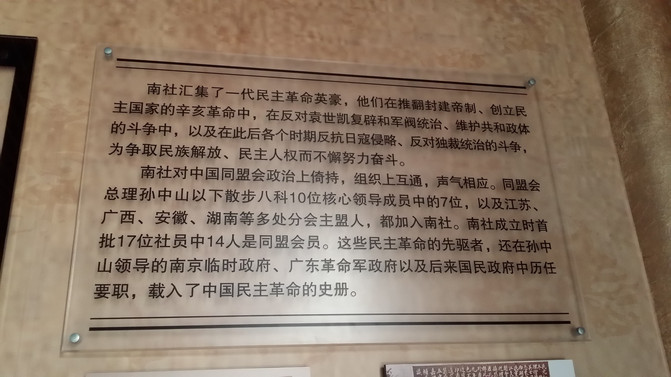 南社汇集了一代民主革命英豪，他们在推翻封建帝制、创立民
主国家的辛亥革命中，在反对袁世凯复辟和军阀统治、维护共和政体
的斗争中，以及在此后各个时期反抗日寇侵略、反对独裁统治的斗争，
为争取民族解放、民主人权而不懈努力奋斗。
南社对中国同盟会政治上倚持，组织上互通，声气相应。同盟会
总理孙中山以下散步八科10位核心领导成员中的7位，以及江苏、
广西、安徽、湖南等多处分会主盟人，都加入南社。南社成立时首
批17位社员中14人是同盟会员。这些民主革命的先驱者，还在孙中
山领导的南京临时政府、广东革命军政府以及后来国民政府中历任
要职，载入了中国民主革命的史册。